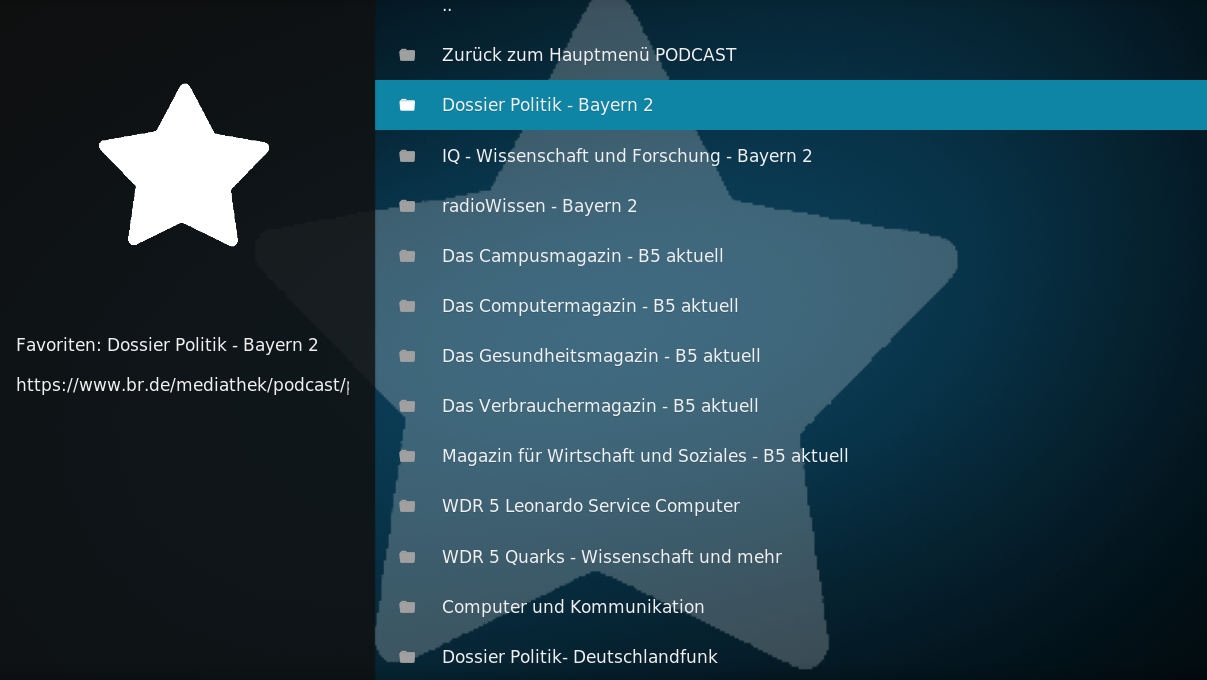 ..
Zurück zum Hauptmenü PODCAST
Dossier Politik - Bayern 2
IQ - Wissenschaft und Forschung - Bayern 2
radioWissen - Bayern 2
Das Campusmagazin - B5 aktuell
Das Computermagazin - B5 aktuell
Das Gesundheitsmagazin - B5 aktuell
Das Verbrauchermagazin - B5 aktuell
Magazin für Wirtschaft und Soziales - B5 aktuell
WDR 5 Leonardo Service Computer
WDR 5 Quarks - Wissenschaft und mehr
Computer und Kommunikation
Dossier Politik- Deutschlandfunk
Favoriten: Dossier Politik - Bayern 2
https://www.br.de/mediathek/podcast/